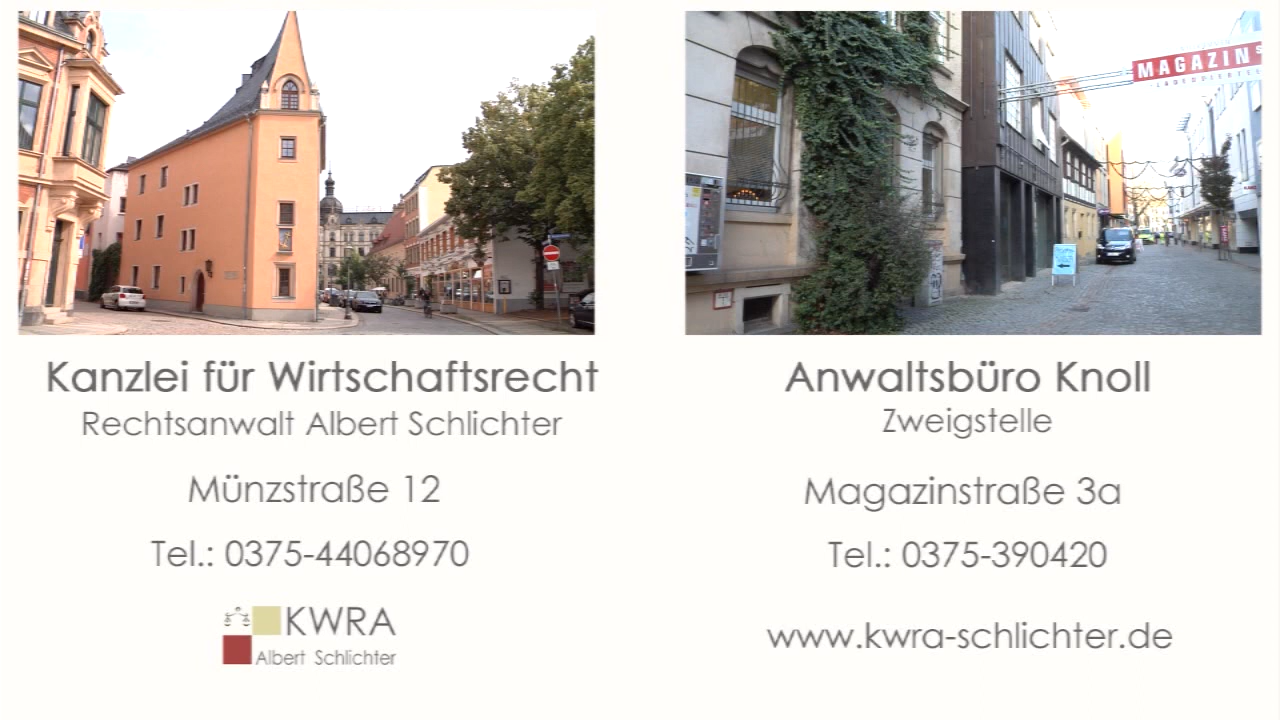 MAGAZIN
Kanzlei für Wirtschaftsrecht
Rechtsanwalt Albert Schlichter
Münzstraße 12
Tel.: 0375-44068970
KWRA
Albert Schlichter
Anwaltsbüro Knoll
Zweigstelle
Magazinstraße 3a
Tel.: 0375-390420
www.kwra-schlichter.de